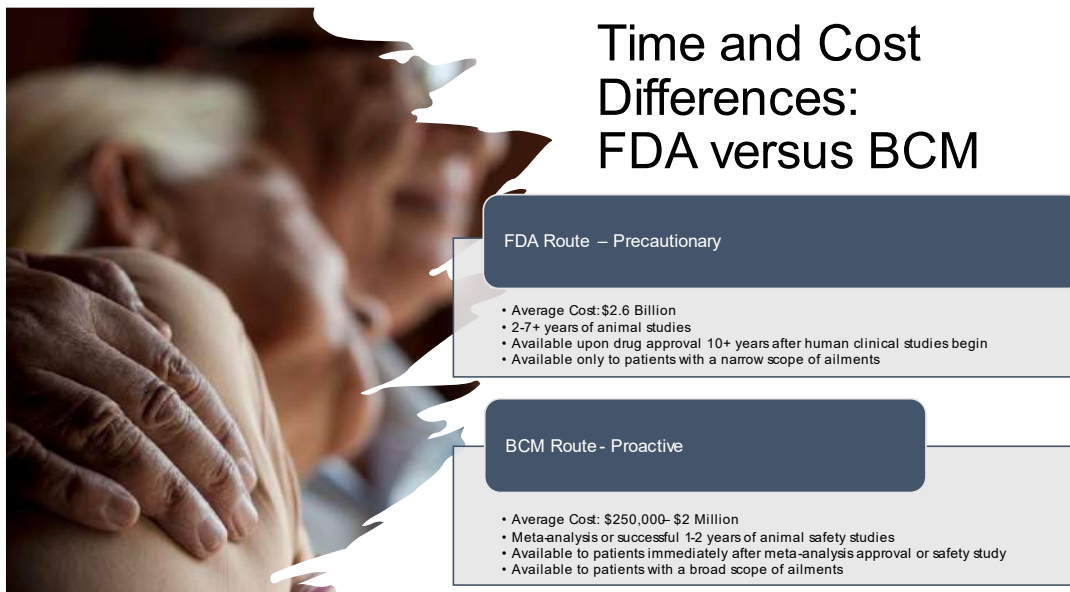 Time and Cost
Differences:
FDA versus BCM
FDA Route – Precautionary
• Average Cost: $2.6 Billion
• 2-7+ years of animal studies
• Available upon drug approval 10+ years after human clinical studies begin
• Available only to patients with a narrow scope of ailments
BCM Route - Proactive
• Average Cost: $250,000– $2 Million
• Meta-analysis or successful 1-2 years of animal safety studies
• Available to patients immediately after meta-analysis approval or safety study
• Available to patients with a broad scope of ailments